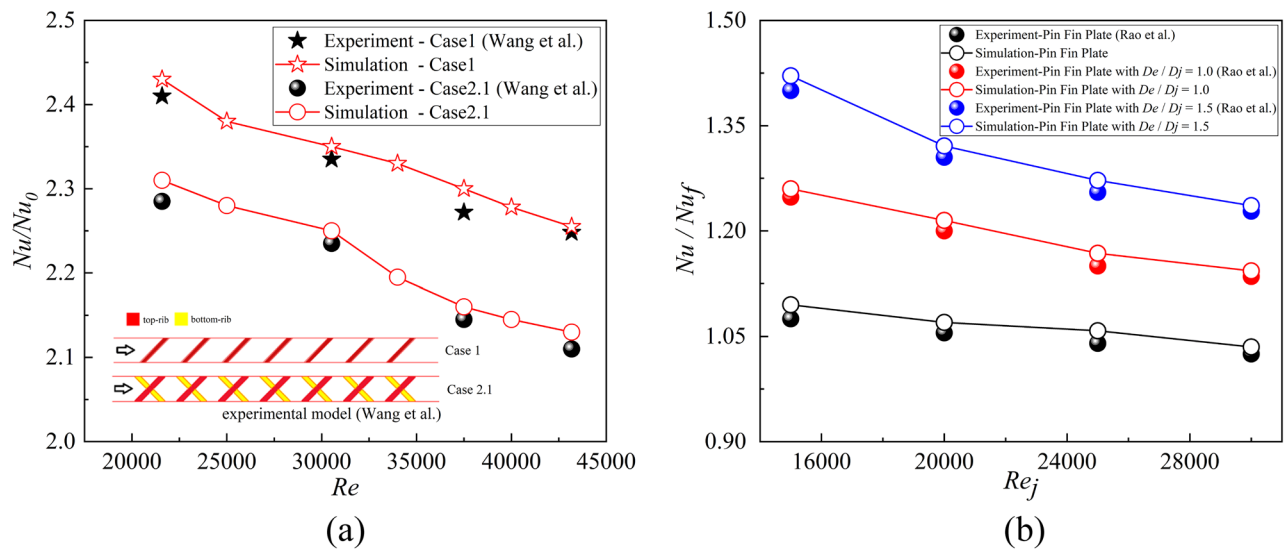 2.5
2.4
2.3
2.2
2.1
2.0
Nu/Nu0
Experiment - Case1 (Wang et al.)
Simulation - Case1
Experiment - Case2.1 (Wang et al.)
Simulation - Case2.1
top-rib
bottom-rib
Case 1
Case 2.1
experimental model (Wang et al.)
20000 25000 30000 35000 40000 45000
Re
(a)
1.50
1.35
1.20
1.05
0.90
Nu / Nuf
Experiment-Pin Fin Plate (Rao et al.)
Simulation-Pin Fin Plate
Experiment-Pin Fin Plate with De / Dj = 1.0 (Rao et al.)
Simulation-Pin Fin Plate with De / Dj = 1.0
Experiment-Pin Fin Plate with De / Dj = 1.5 (Rao et al.)
Simulation-Pin Fin Plate with De / Dj = 1.5
16000 20000 24000 28000
Rej
(b)